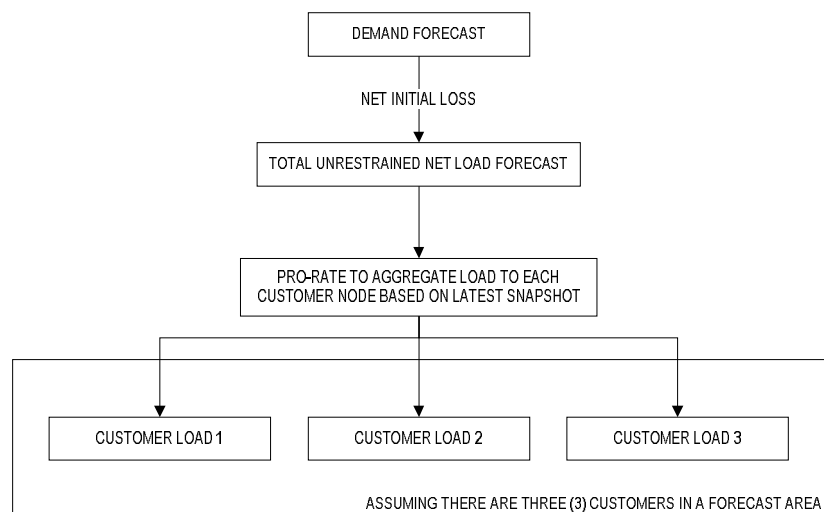 DEMAND FORECAST
NET INITIAL LOSS
TOTAL UNRESTRAINED NET LOAD FORECAST
PRO-RATE TO AGGREGATE LOAD TO EACH
CUSTOMER NODE BASED ON LATEST SNAPSHOT
CUSTOMER LOAD 1
CUSTOMER LOAD 2
CUSTOMER LOAD 3
ASSUMING THERE ARE THREE (3) CUSTOMERS IN A FORECAST AREA